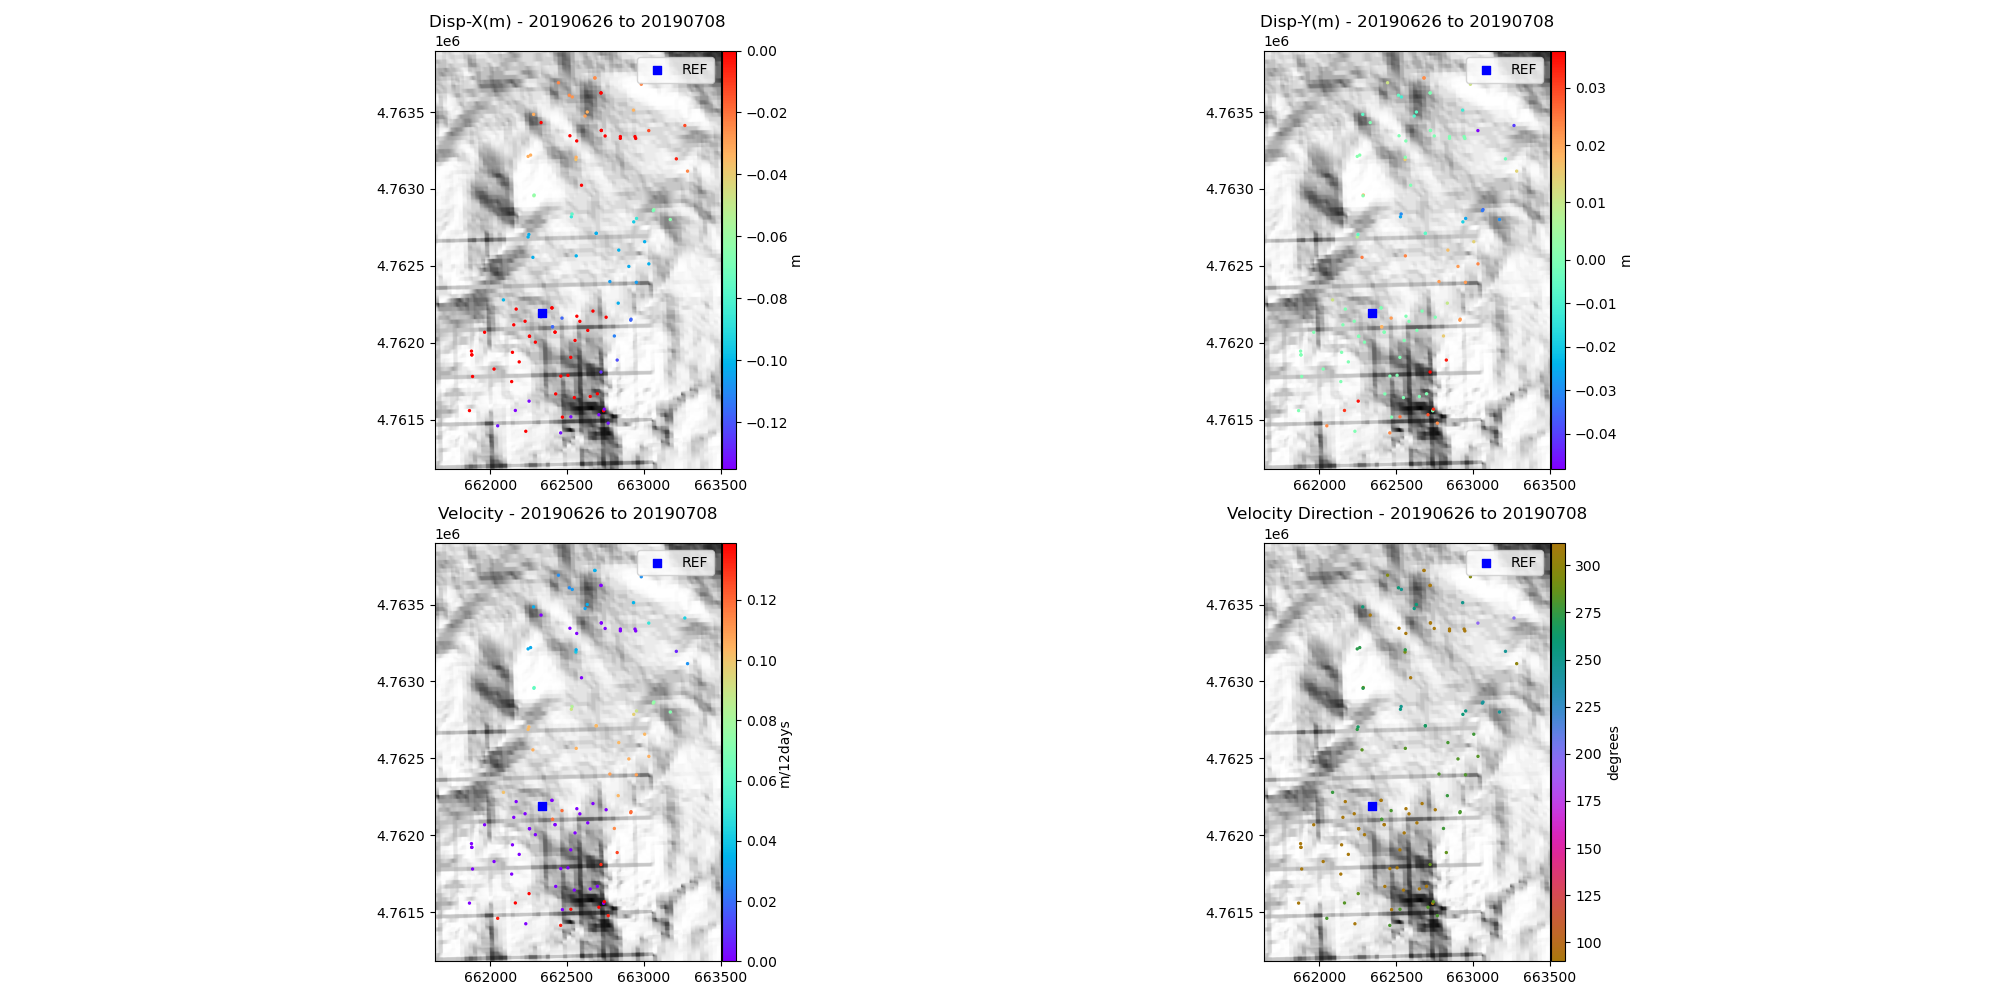 Disp-X(m) - 20190626 to 20190708
1e6
REF
4.7635
4.7630
4.7625
4.7620
4.7615
662000 662500 663000 663500
0.00
−0.02
−0.04
−0.06
−0.08
−0.10
−0.12
m
Disp-Y(m) - 20190626 to 20190708
1e6
REF
4.7635
4.7630
4.7625
4.7620
4.7615
662000 662500 663000 663500
0.03
0.02
0.01
0.00
−0.01
−0.02
−0.03
−0.04
m
Velocity - 20190626 to 20190708
1e6
REF
4.7635
4.7630
4.7625
4.7620
4.7615
662000 662500 663000 663500
0.12
0.10
0.08
0.06
0.04
0.02
0.00
m/12days
Velocity Direction - 20190626 to 20190708
1e6
REF
4.7635
4.7630
4.7625
4.7620
4.7615
662000 662500 663000 663500
300
275
250
225
200
175
150
125
100
degrees